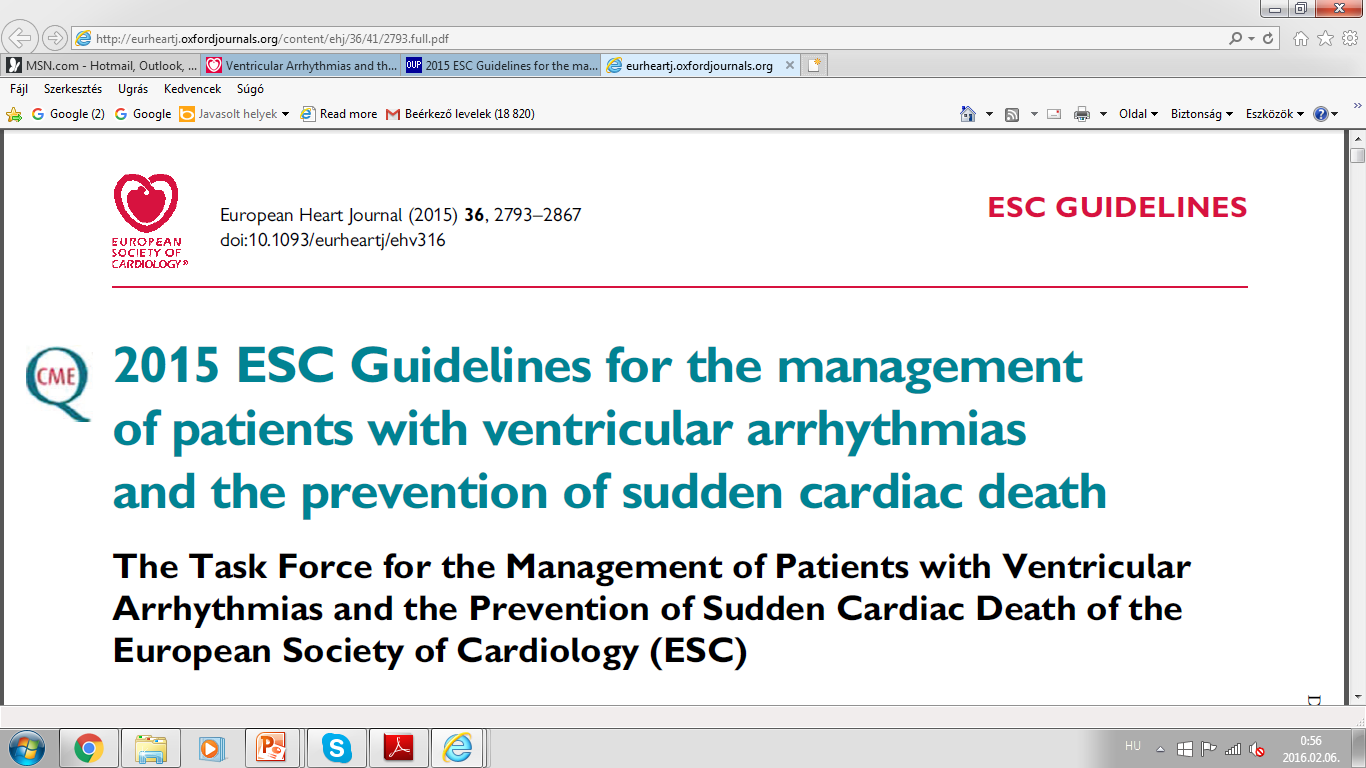 http://eurheartj.oxfordjournals.org/content/ehj/36/41/2793.full.pdf
MSN.com - Hotmail, Outlook, ...
Ventricular Arrhythmias and th...
OUP
2015 ESC Guidelines for the ma...
eurheartj.oxfordjournals.org
Fájl Szerkesztés Ugrás Kedvencek Súgó
Google (2) Google Javasolt helyek Read more Beérkező levelek (18 820) Oldal Biztonság Eszközök
EUROPEAN
SOCIETY OF
CARDIOLOGY®
European Heart Journal (2015) 36, 2793–2867
doi:10.1093/eurheartj/ehv316
ESC GUIDELINES
CME
2015 ESC Guidelines for the management
of patients with ventricular arrhythmias
and the prevention of sudden cardiac death
The Task Force for the Management of Patients with Ventricular
Arrhythmias and the Prevention of Sudden Cardiac Death of the
European Society of Cardiology (ESC)
D
HU
0:56
2016.02.06.